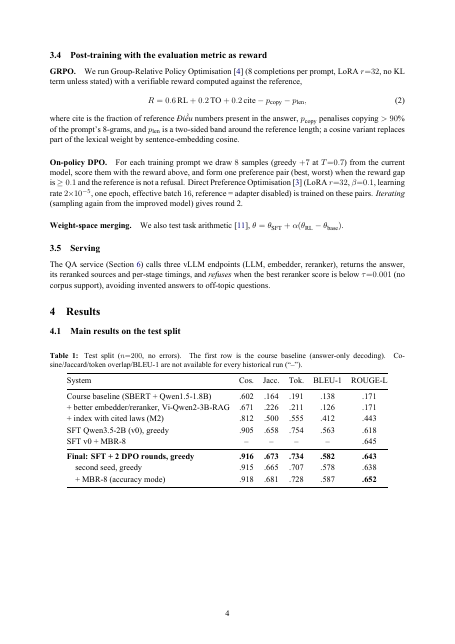 3.4 Post-training with the evaluation metric as reward
GRPO. We run Group-Relative Policy Optimisation [4] (8 completions per prompt, LoRA r=32, no KL
term unless stated) with a verifiable reward computed against the reference,
R = 0.6 RL + 0.2 TO + 0.2 cite − p_copy − p_len, (2)
where cite is the fraction of reference Điều numbers present in the answer, p_copy penalises copying > 90%
of the prompt's 8-grams, and p_len is a two-sided band around the reference length; a cosine variant replaces
part of the lexical weight by sentence-embedding cosine.
On-policy DPO. For each training prompt we draw 8 samples (greedy +7 at T=0.7) from the current
model, score them with the reward above, and form one preference pair (best, worst) when the reward gap
is ≥ 0.1 and the reference is not a refusal. Direct Preference Optimisation [3] (LoRA r=32, β=0.1, learning
rate 2×10⁻⁵, one epoch, effective batch 16, reference = adapter disabled) is trained on these pairs. Iterating
(sampling again from the improved model) gives round 2.
Weight-space merging. We also test task arithmetic [11], θ = θ_SFT + α(θ_RL − θ_base).
3.5 Serving
The QA service (Section 6) calls three vLLM endpoints (LLM, embedder, reranker), returns the answer,
its reranked sources and per-stage timings, and refuses when the best reranker score is below τ=0.001 (no
corpus support), avoiding invented answers to off-topic questions.
4 Results
4.1 Main results on the test split
Table 1: Test split (n=200, no errors). The first row is the course baseline (answer-only decoding). Co-
sine/Jaccard/token overlap/BLEU-1 are not available for every historical run ("–").
System Cos. Jacc. Tok. BLEU-1 ROUGE-L
Course baseline (SBERT + Qwen1.5-1.8B) .602 .164 .191 .138 .171
+ better embedder/reranker, Vi-Qwen2-3B-RAG .671 .226 .211 .126 .171
+ index with cited laws (M2) .812 .500 .555 .412 .443
SFT Qwen3.5-2B (v0), greedy .905 .658 .754 .563 .618
SFT v0 + MBR-8 – – – – .645
Final: SFT + 2 DPO rounds, greedy .916 .673 .734 .582 .643
second seed, greedy .915 .665 .707 .578 .638
+ MBR-8 (accuracy mode) .918 .681 .728 .587 .652
4